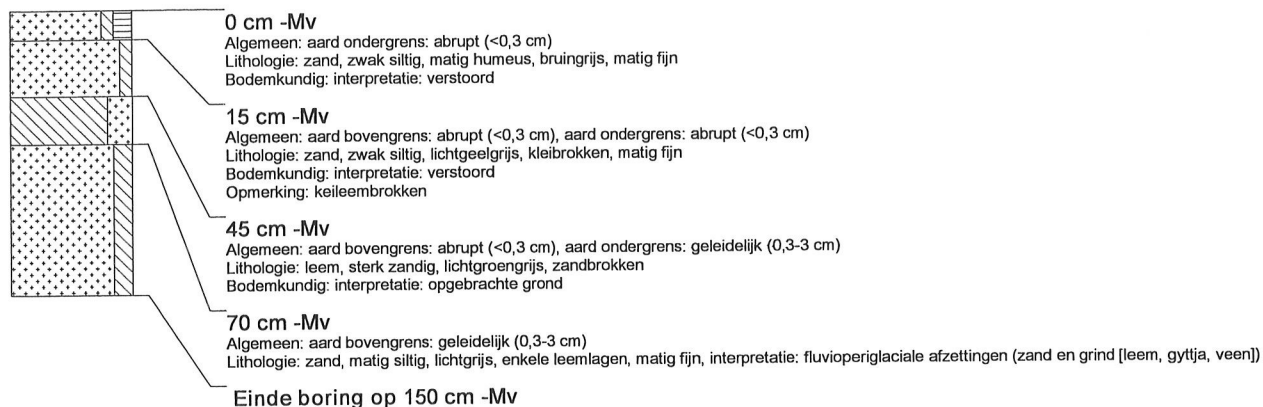 0 cm -Mv
Algemeen: aard ondergrens: abrupt (<0,3 cm)
Lithologie: zand, zwak siltig, matig humeus, bruingrijs, matig fijn
Bodemkundig: interpretatie: verstoord
15 cm -Mv
Algemeen: aard bovengrens: abrupt (<0,3 cm), aard ondergrens: abrupt (<0,3 cm)
Lithologie: zand, zwak siltig, lichtgeelgrijs, kleibrokken, matig fijn
Bodemkundig: interpretatie: verstoord
Opmerking: keileembrokken
45 cm -Mv
Algemeen: aard bovengrens: abrupt (<0,3 cm), aard ondergrens: geleidelijk (0,3-3 cm)
Lithologie: leem, sterk zandig, lichtgroengrijs, zandbrokken
Bodemkundig: interpretatie: opgebrachte grond
70 cm -Mv
Algemeen: aard bovengrens: geleidelijk (0,3-3 cm)
Lithologie: zand, matig siltig, lichtgrijs, enkele leemlagen, matig fijn, interpretatie: fluvioperiglaciale afzettingen (zand en grind [leem, gyttja, veen])
Einde boring op 150 cm -Mv